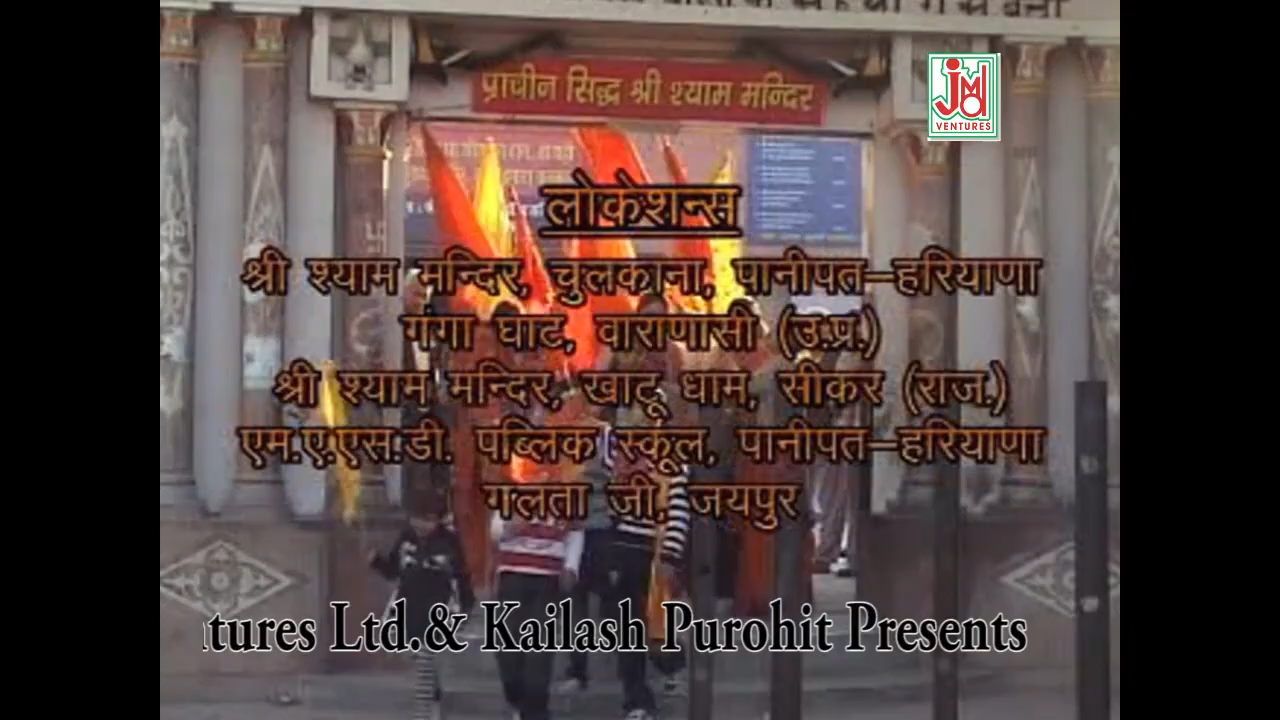 प्राचीन सिद्ध श्री श्याम मन्दिर
JMD
VENTURES
लोकेशन्स
श्री श्याम मन्दिर, चुलकाना, पानीपत–हरियाणा
गंगा घाट, वाराणासी (उ.प्र.)
श्री श्याम मन्दिर, खाटू धाम, सीकर (राज.)
एम.ए.एस.डी. पब्लिक स्कूल, पानीपत–हरियाणा
गलता जी, जयपुर
tures Ltd.& Kailash Purohit Presents